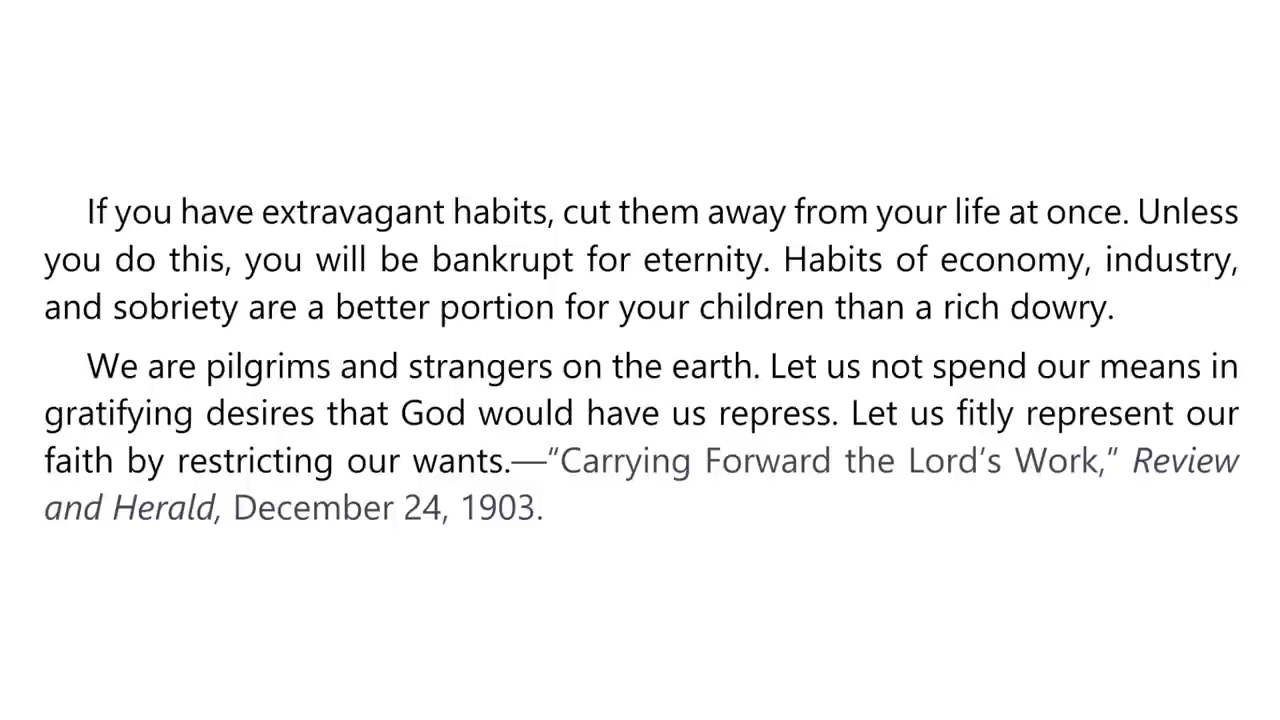 If you have extravagant habits, cut them away from your life at once. Unless
you do this, you will be bankrupt for eternity. Habits of economy, industry,
and sobriety are a better portion for your children than a rich dowry.
We are pilgrims and strangers on the earth. Let us not spend our means in
gratifying desires that God would have us repress. Let us fitly represent our
faith by restricting our wants.—“Carrying Forward the Lord’s Work,” Review
and Herald, December 24, 1903.